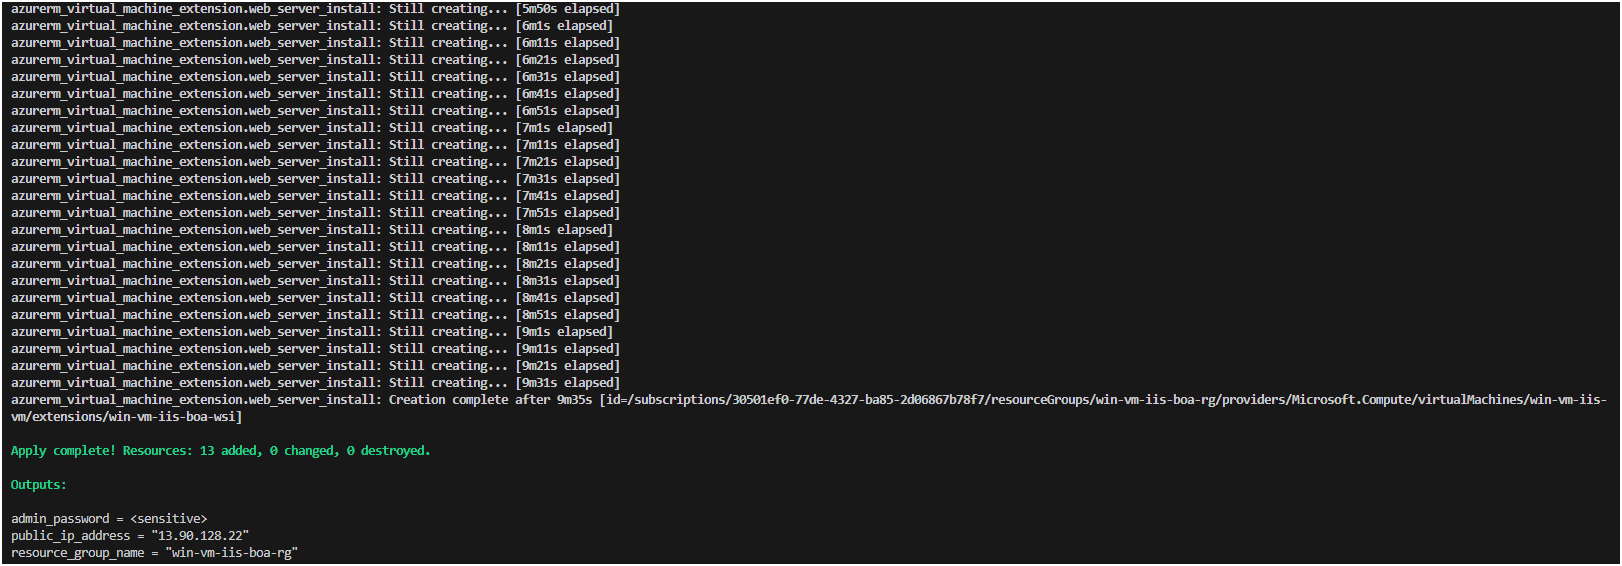 azurerm_virtual_machine_extension.web_server_install: Still creating... [5m50s elapsed]
azurerm_virtual_machine_extension.web_server_install: Still creating... [6m1s elapsed]
azurerm_virtual_machine_extension.web_server_install: Still creating... [6m11s elapsed]
azurerm_virtual_machine_extension.web_server_install: Still creating... [6m21s elapsed]
azurerm_virtual_machine_extension.web_server_install: Still creating... [6m31s elapsed]
azurerm_virtual_machine_extension.web_server_install: Still creating... [6m41s elapsed]
azurerm_virtual_machine_extension.web_server_install: Still creating... [6m51s elapsed]
azurerm_virtual_machine_extension.web_server_install: Still creating... [7m1s elapsed]
azurerm_virtual_machine_extension.web_server_install: Still creating... [7m11s elapsed]
azurerm_virtual_machine_extension.web_server_install: Still creating... [7m21s elapsed]
azurerm_virtual_machine_extension.web_server_install: Still creating... [7m31s elapsed]
azurerm_virtual_machine_extension.web_server_install: Still creating... [7m41s elapsed]
azurerm_virtual_machine_extension.web_server_install: Still creating... [7m51s elapsed]
azurerm_virtual_machine_extension.web_server_install: Still creating... [8m1s elapsed]
azurerm_virtual_machine_extension.web_server_install: Still creating... [8m11s elapsed]
azurerm_virtual_machine_extension.web_server_install: Still creating... [8m21s elapsed]
azurerm_virtual_machine_extension.web_server_install: Still creating... [8m31s elapsed]
azurerm_virtual_machine_extension.web_server_install: Still creating... [8m41s elapsed]
azurerm_virtual_machine_extension.web_server_install: Still creating... [8m51s elapsed]
azurerm_virtual_machine_extension.web_server_install: Still creating... [9m1s elapsed]
azurerm_virtual_machine_extension.web_server_install: Still creating... [9m11s elapsed]
azurerm_virtual_machine_extension.web_server_install: Still creating... [9m21s elapsed]
azurerm_virtual_machine_extension.web_server_install: Still creating... [9m31s elapsed]
azurerm_virtual_machine_extension.web_server_install: Creation complete after 9m35s [id=/subscriptions/30501ef0-77de-4327-ba85-2d06867b78f7/resourceGroups/win-vm-iis-boa-rg/providers/Microsoft.Compute/virtualMachines/win-vm-iis-
vm/extensions/win-vm-iis-boa-wsi]
Apply complete! Resources: 13 added, 0 changed, 0 destroyed.
Outputs:
admin_password = <sensitive>
public_ip_address = "13.90.128.22"
resource_group_name = "win-vm-iis-boa-rg"